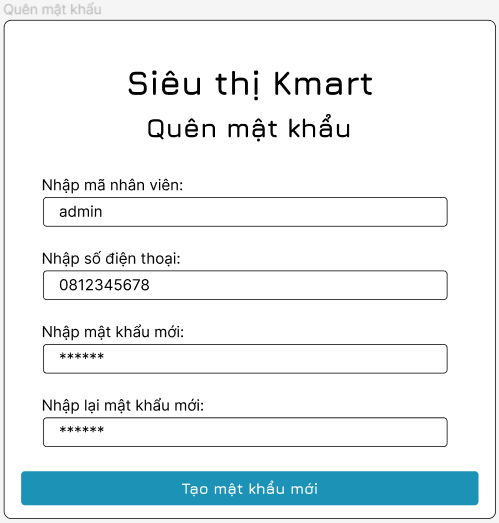 Quên mật khẩu
Siêu thị Kmart
Quên mật khẩu
Nhập mã nhân viên:
admin
Nhập số điện thoại:
0812345678
Nhập mật khẩu mới:
******
Nhập lại mật khẩu mới:
******
Tạo mật khẩu mới